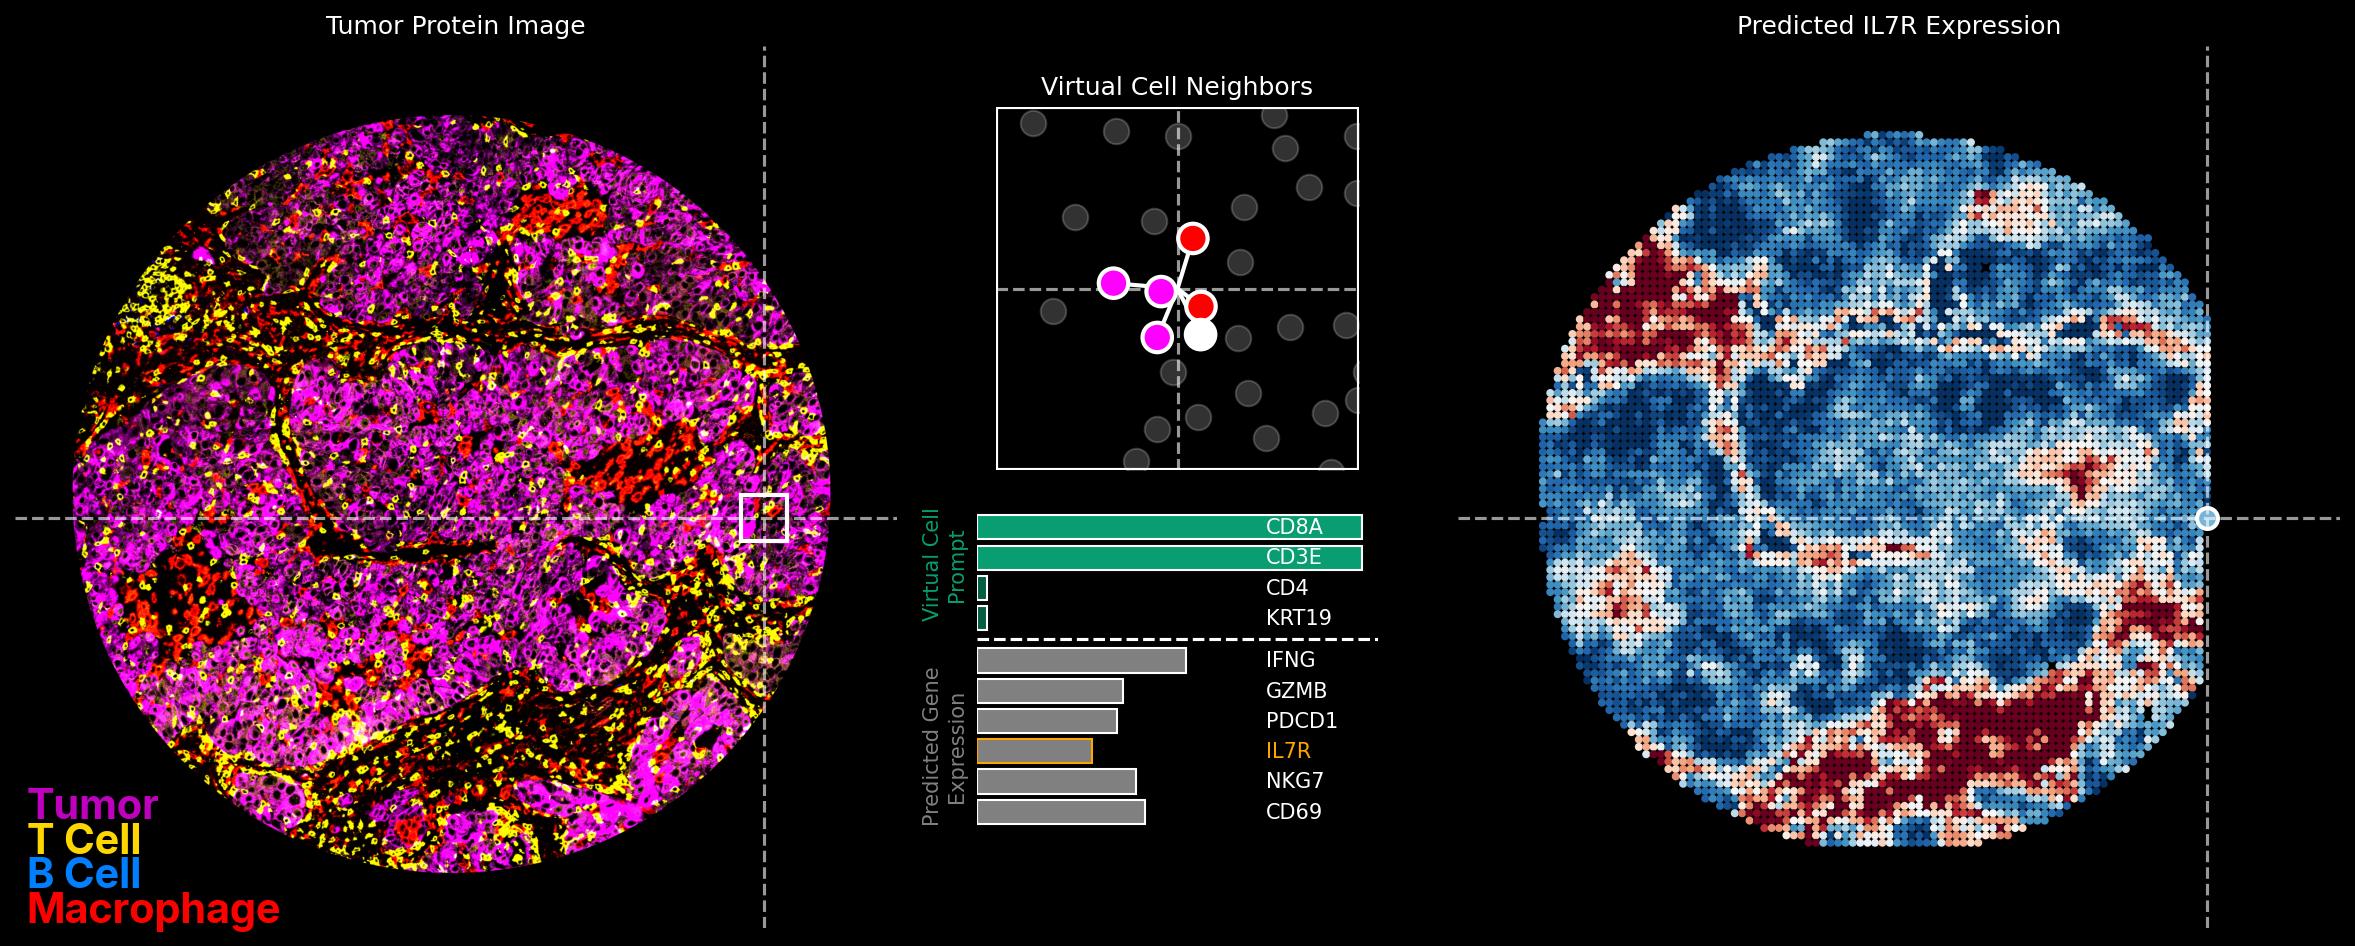 Tumor Protein Image
Tumor
T Cell
B Cell
Macrophage
Virtual Cell Neighbors
Virtual Cell
Prompt
CD8A
CD3E
CD4
KRT19
Predicted Gene
Expression
IFNG
GZMB
PDCD1
IL7R
NKG7
CD69
Predicted IL7R Expression